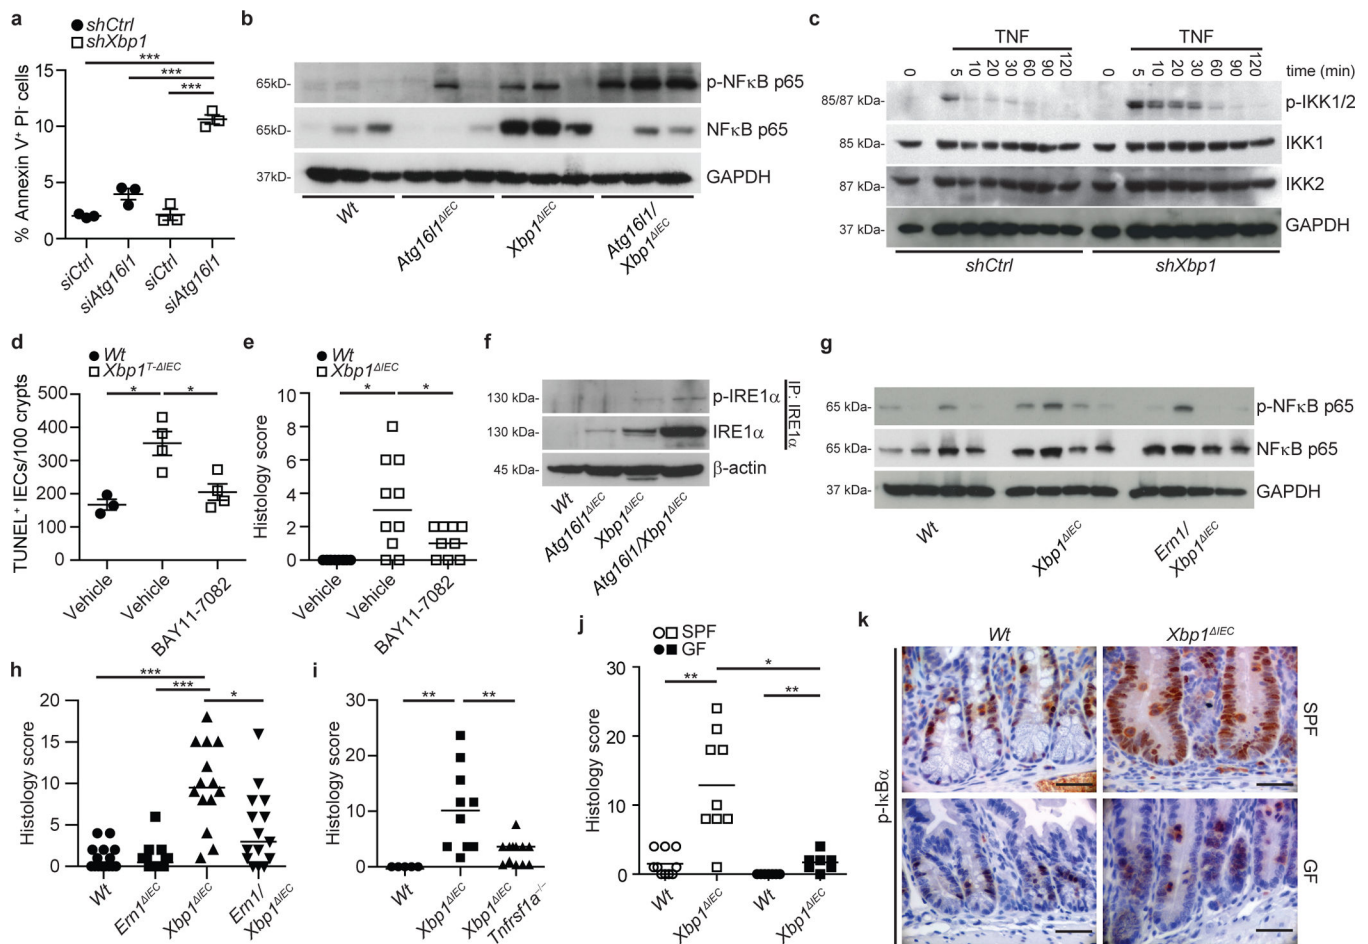 a
shCtrl
shXbp1
***
***
***
% Annexin V⁺ PI⁻ cells
15
10
5
0
siCtrl
siAtg16l1
siCtrl
siAtg16l1
b
65kD-
p-NFκB p65
65kD-
NFκB p65
37kD-
GAPDH
Wt
Atg16l1ΔIEC
Xbp1ΔIEC
Atg16l1/
Xbp1ΔIEC
c
TNF
TNF
0 5 10 20 30 60 90 120 0 5 10 20 30 60 90 120 time (min)
85/87 kDa-
p-IKK1/2
85 kDa-
IKK1
87 kDa-
IKK2
37 kDa-
GAPDH
shCtrl
shXbp1
d
Wt
Xbp1T-ΔIEC
*
*
TUNEL⁺ IECs/100 crypts
500
400
300
200
100
0
Vehicle
Vehicle
BAY11-7082
e
Wt
Xbp1ΔIEC
*
*
Histology score
10
8
6
4
2
0
Vehicle
Vehicle
BAY11-7082
f
130 kDa-
p-IRE1α
130 kDa-
IRE1α
IP: IRE1α
45 kDa-
β-actin
Wt
Atg16l1ΔIEC
Xbp1ΔIEC
Atg16l1/Xbp1ΔIEC
g
65 kDa-
p-NFκB p65
65 kDa-
NFκB p65
37 kDa-
GAPDH
Wt
Xbp1ΔIEC
Ern1/
Xbp1ΔIEC
h
***
***
*
Histology score
20
15
10
5
0
Wt
Ern1ΔIEC
Xbp1ΔIEC
Ern1/
Xbp1ΔIEC
i
**
**
Histology score
30
20
10
0
Wt
Xbp1ΔIEC
Xbp1ΔIEC
Tnfrsf1a−/−
j
SPF
GF
*
**
**
Histology score
30
20
10
0
Wt
Xbp1ΔIEC
Wt
Xbp1ΔIEC
k
Wt
Xbp1ΔIEC
p-IκBα
SPF
GF